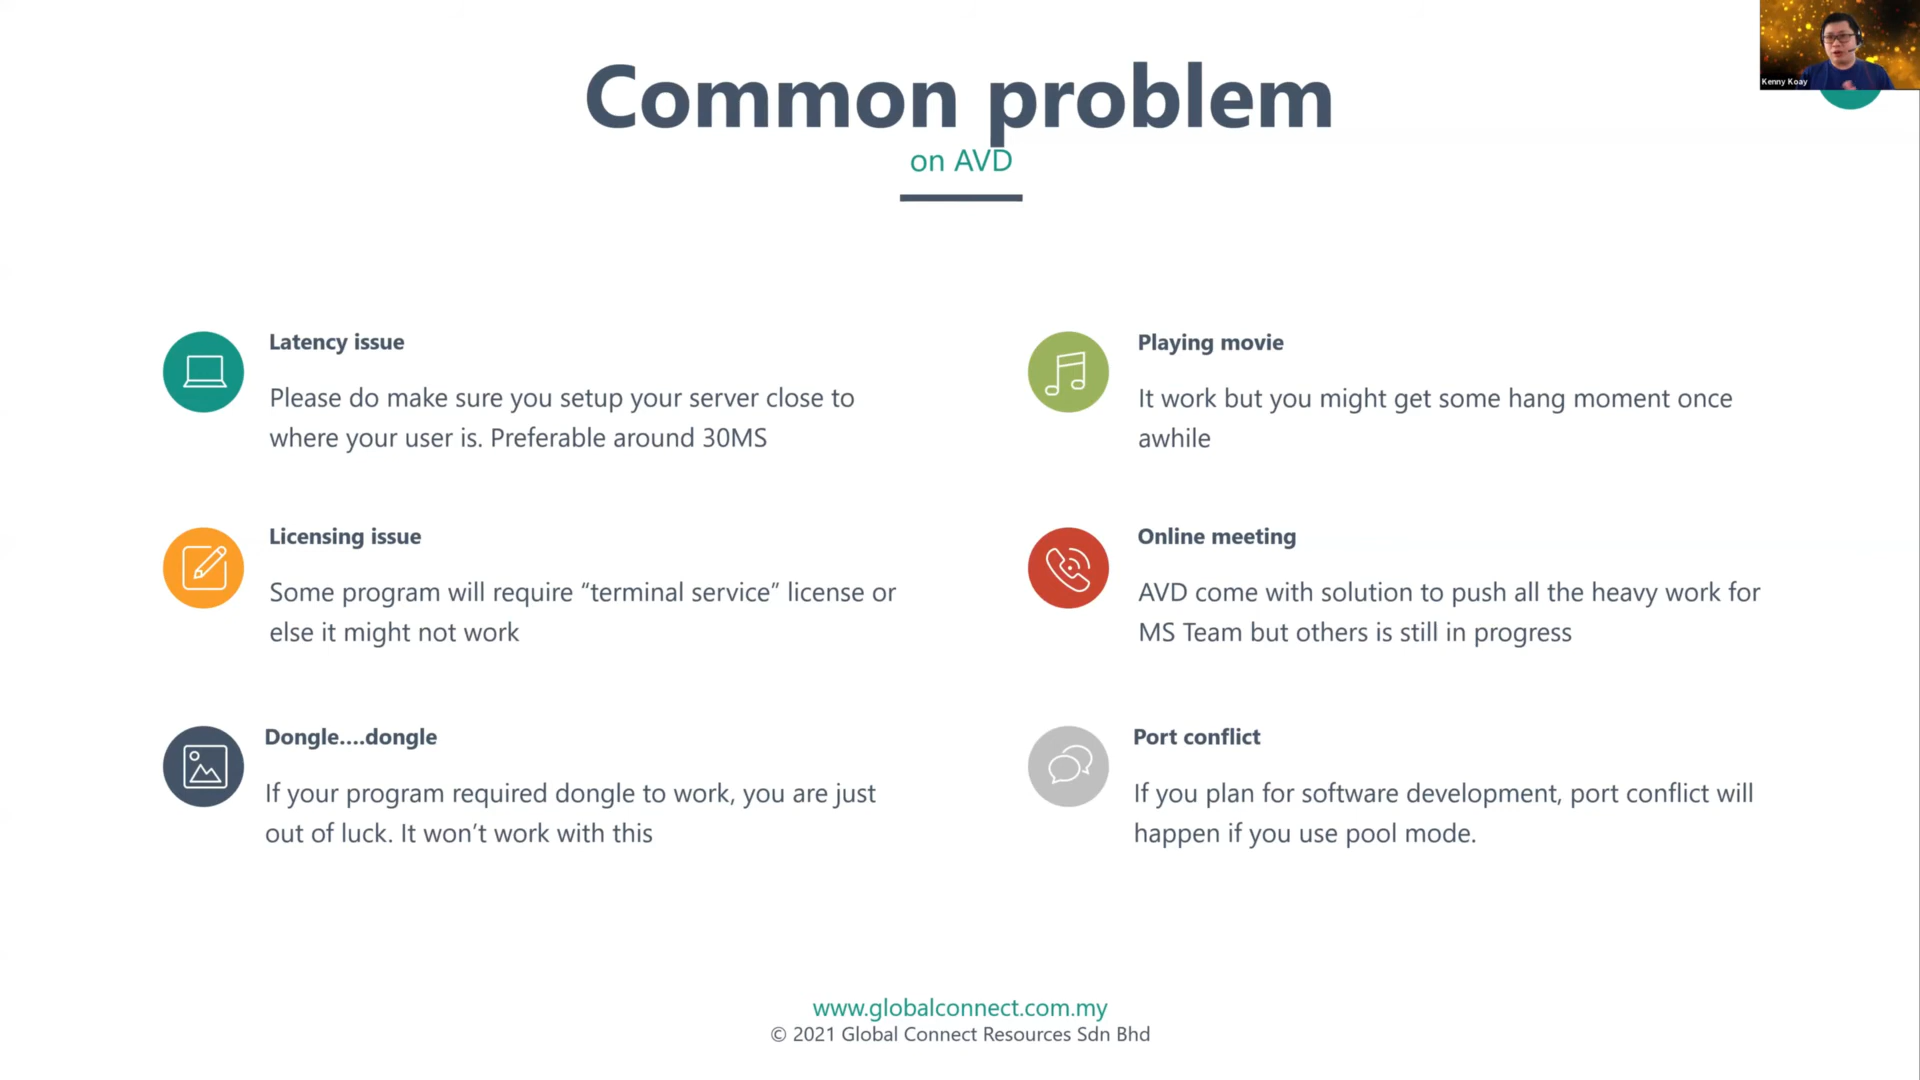 Common problem
on AVD
Kenny Koay
Latency issue
Please do make sure you setup your server close to
where your user is. Preferable around 30MS
Licensing issue
Some program will require “terminal service” license or
else it might not work
Dongle....dongle
If your program required dongle to work, you are just
out of luck. It won’t work with this
Playing movie
It work but you might get some hang moment once
awhile
Online meeting
AVD come with solution to push all the heavy work for
MS Team but others is still in progress
Port conflict
If you plan for software development, port conflict will
happen if you use pool mode.
www.globalconnect.com.my
© 2021 Global Connect Resources Sdn Bhd